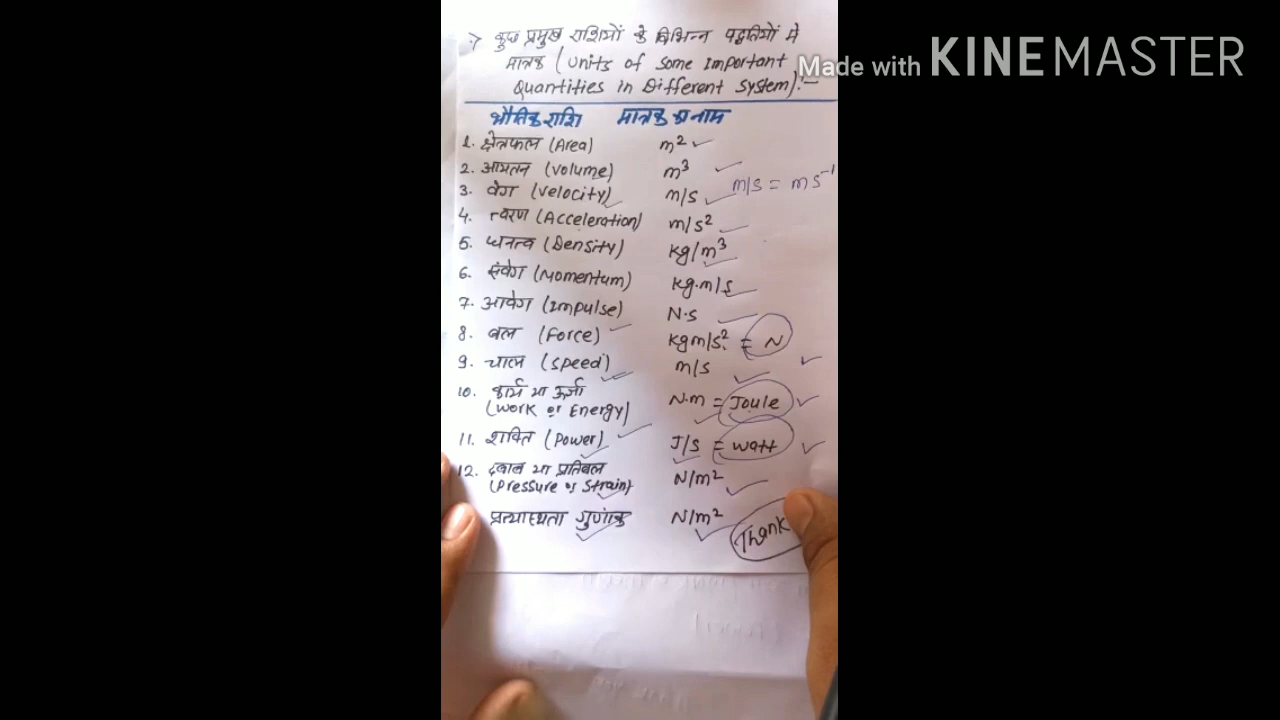 :→ कुछ प्रमुख राशियों के विभिन्न पद्धतियों मे
मात्रक (Units of Some Important
Quantities in Different System):—
Made with KINEMASTER
भौतिक राशि मात्रक का नाम
1. क्षेत्रफल (Area) m²
2. आयतन (Volume) m³
3. वेग (Velocity) m/s m/s = ms⁻¹
4. त्वरण (Acceleration) m/s²
5. घनत्व (Density) Kg/m³
6. संवेग (Momentum) Kg.m/s
7. आवेग (Impulse) N.s
8. बल (Force) Kgm/s² = N
9. चाल (Speed) m/s
10. कार्य या ऊर्जा
(Work or Energy) N.m = Joule
11. शक्ति (Power) J/s = Watt
12. दबाब या प्रतिबल
(Pressure or Strain) N/m²
प्रत्यास्थता गुणांक N/m²
Thank